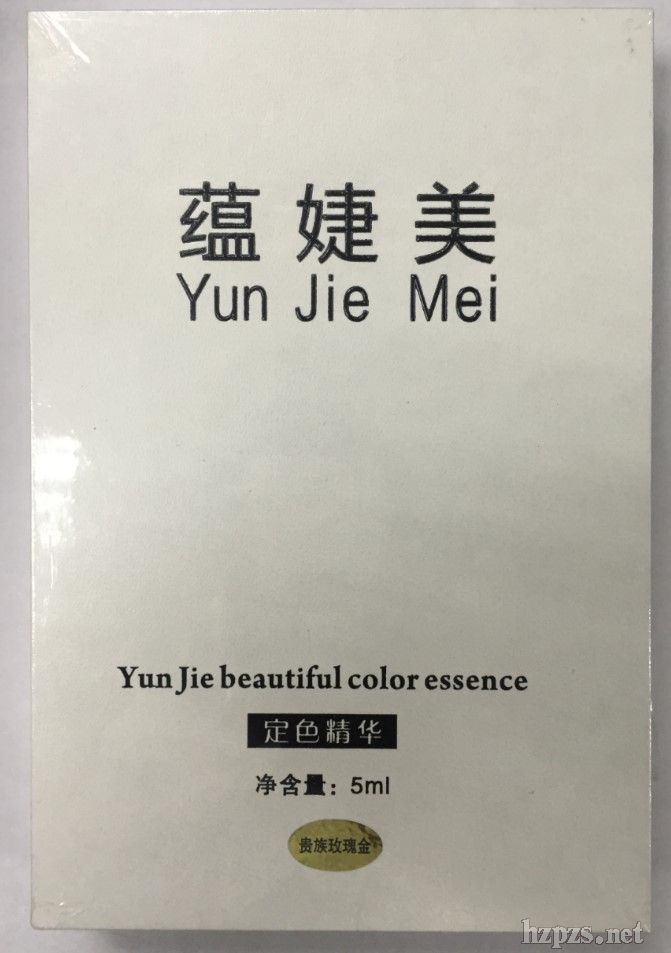 蕴婕美
Yun Jie Mei
Yun Jie beautiful color essence
定色精华
净含量：5ml
贵族玫瑰金
hzpzs.net